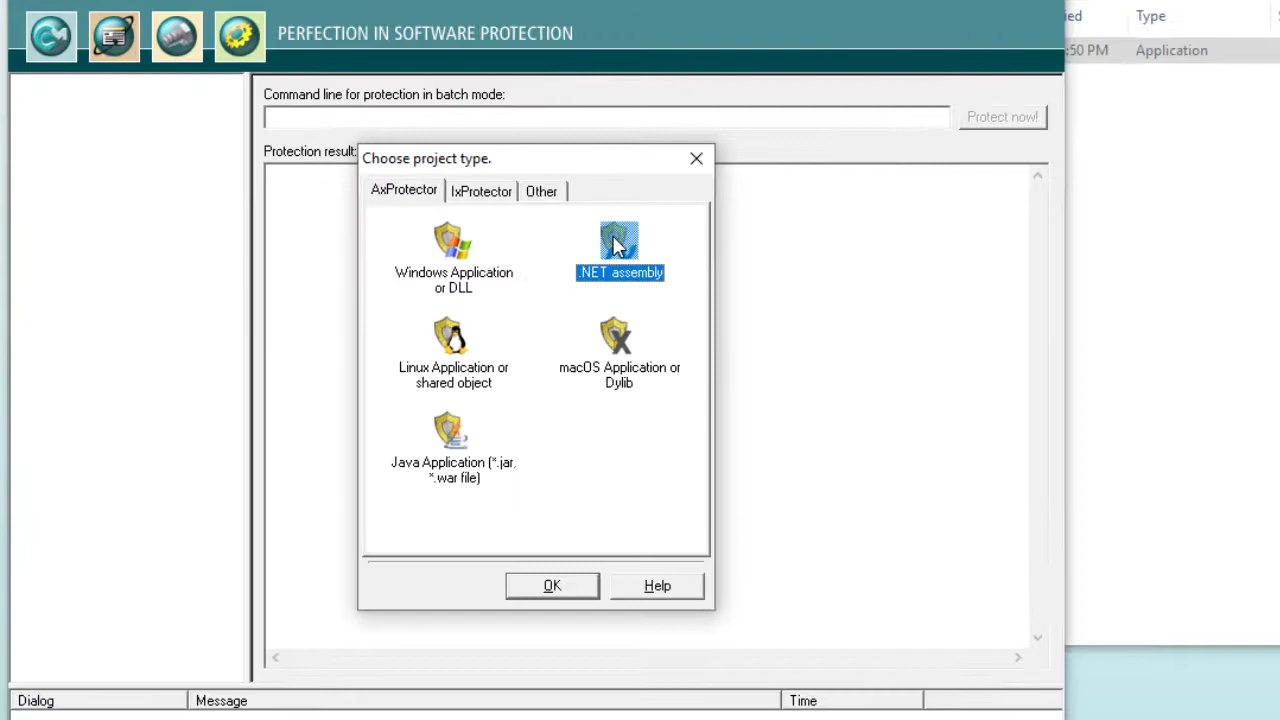 PERFECTION IN SOFTWARE PROTECTION
Type
:50 PM
Application
Command line for protection in batch mode:
Protect now!
Protection result:
Choose project type.
AxProtector
IxProtector
Other
Windows Application
or DLL
.NET assembly
Linux Application or
shared object
macOS Application or
Dylib
Java Application (*.jar,
*.war file)
OK
Help
Dialog
Message
Time